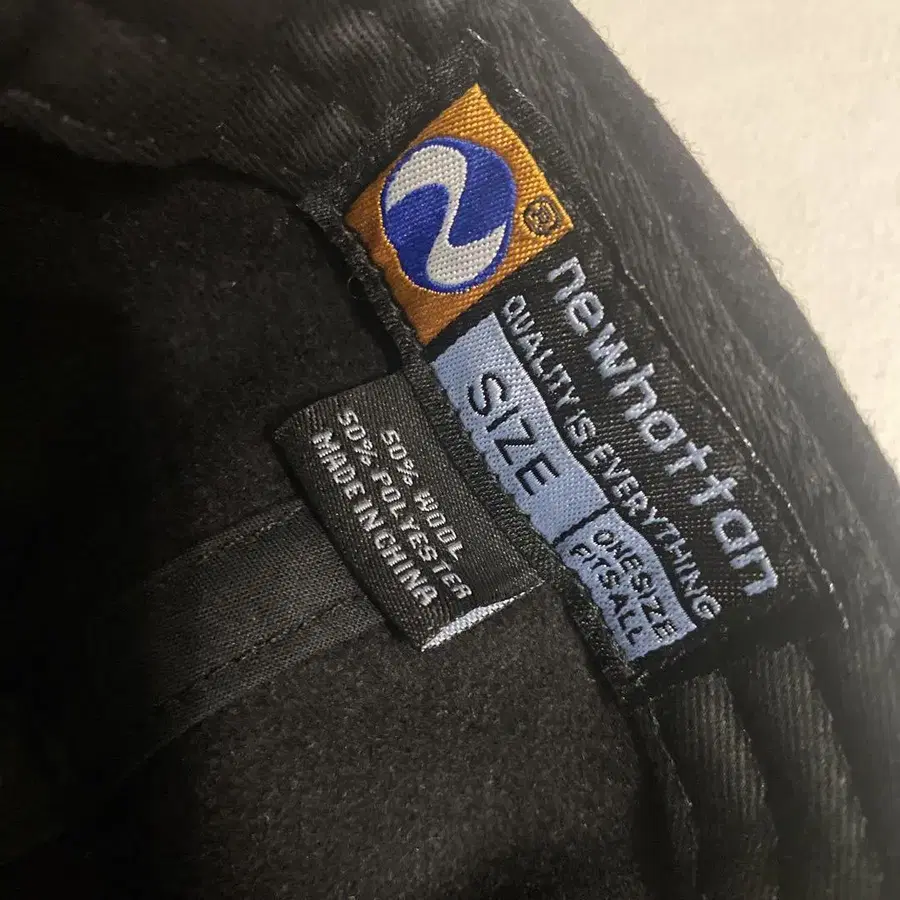 ®
newhattan
QUALITY IS EVERYTHING
SIZE
ONE SIZE
FITS ALL
50% WOOL
50% POLYESTER
MADE IN CHINA